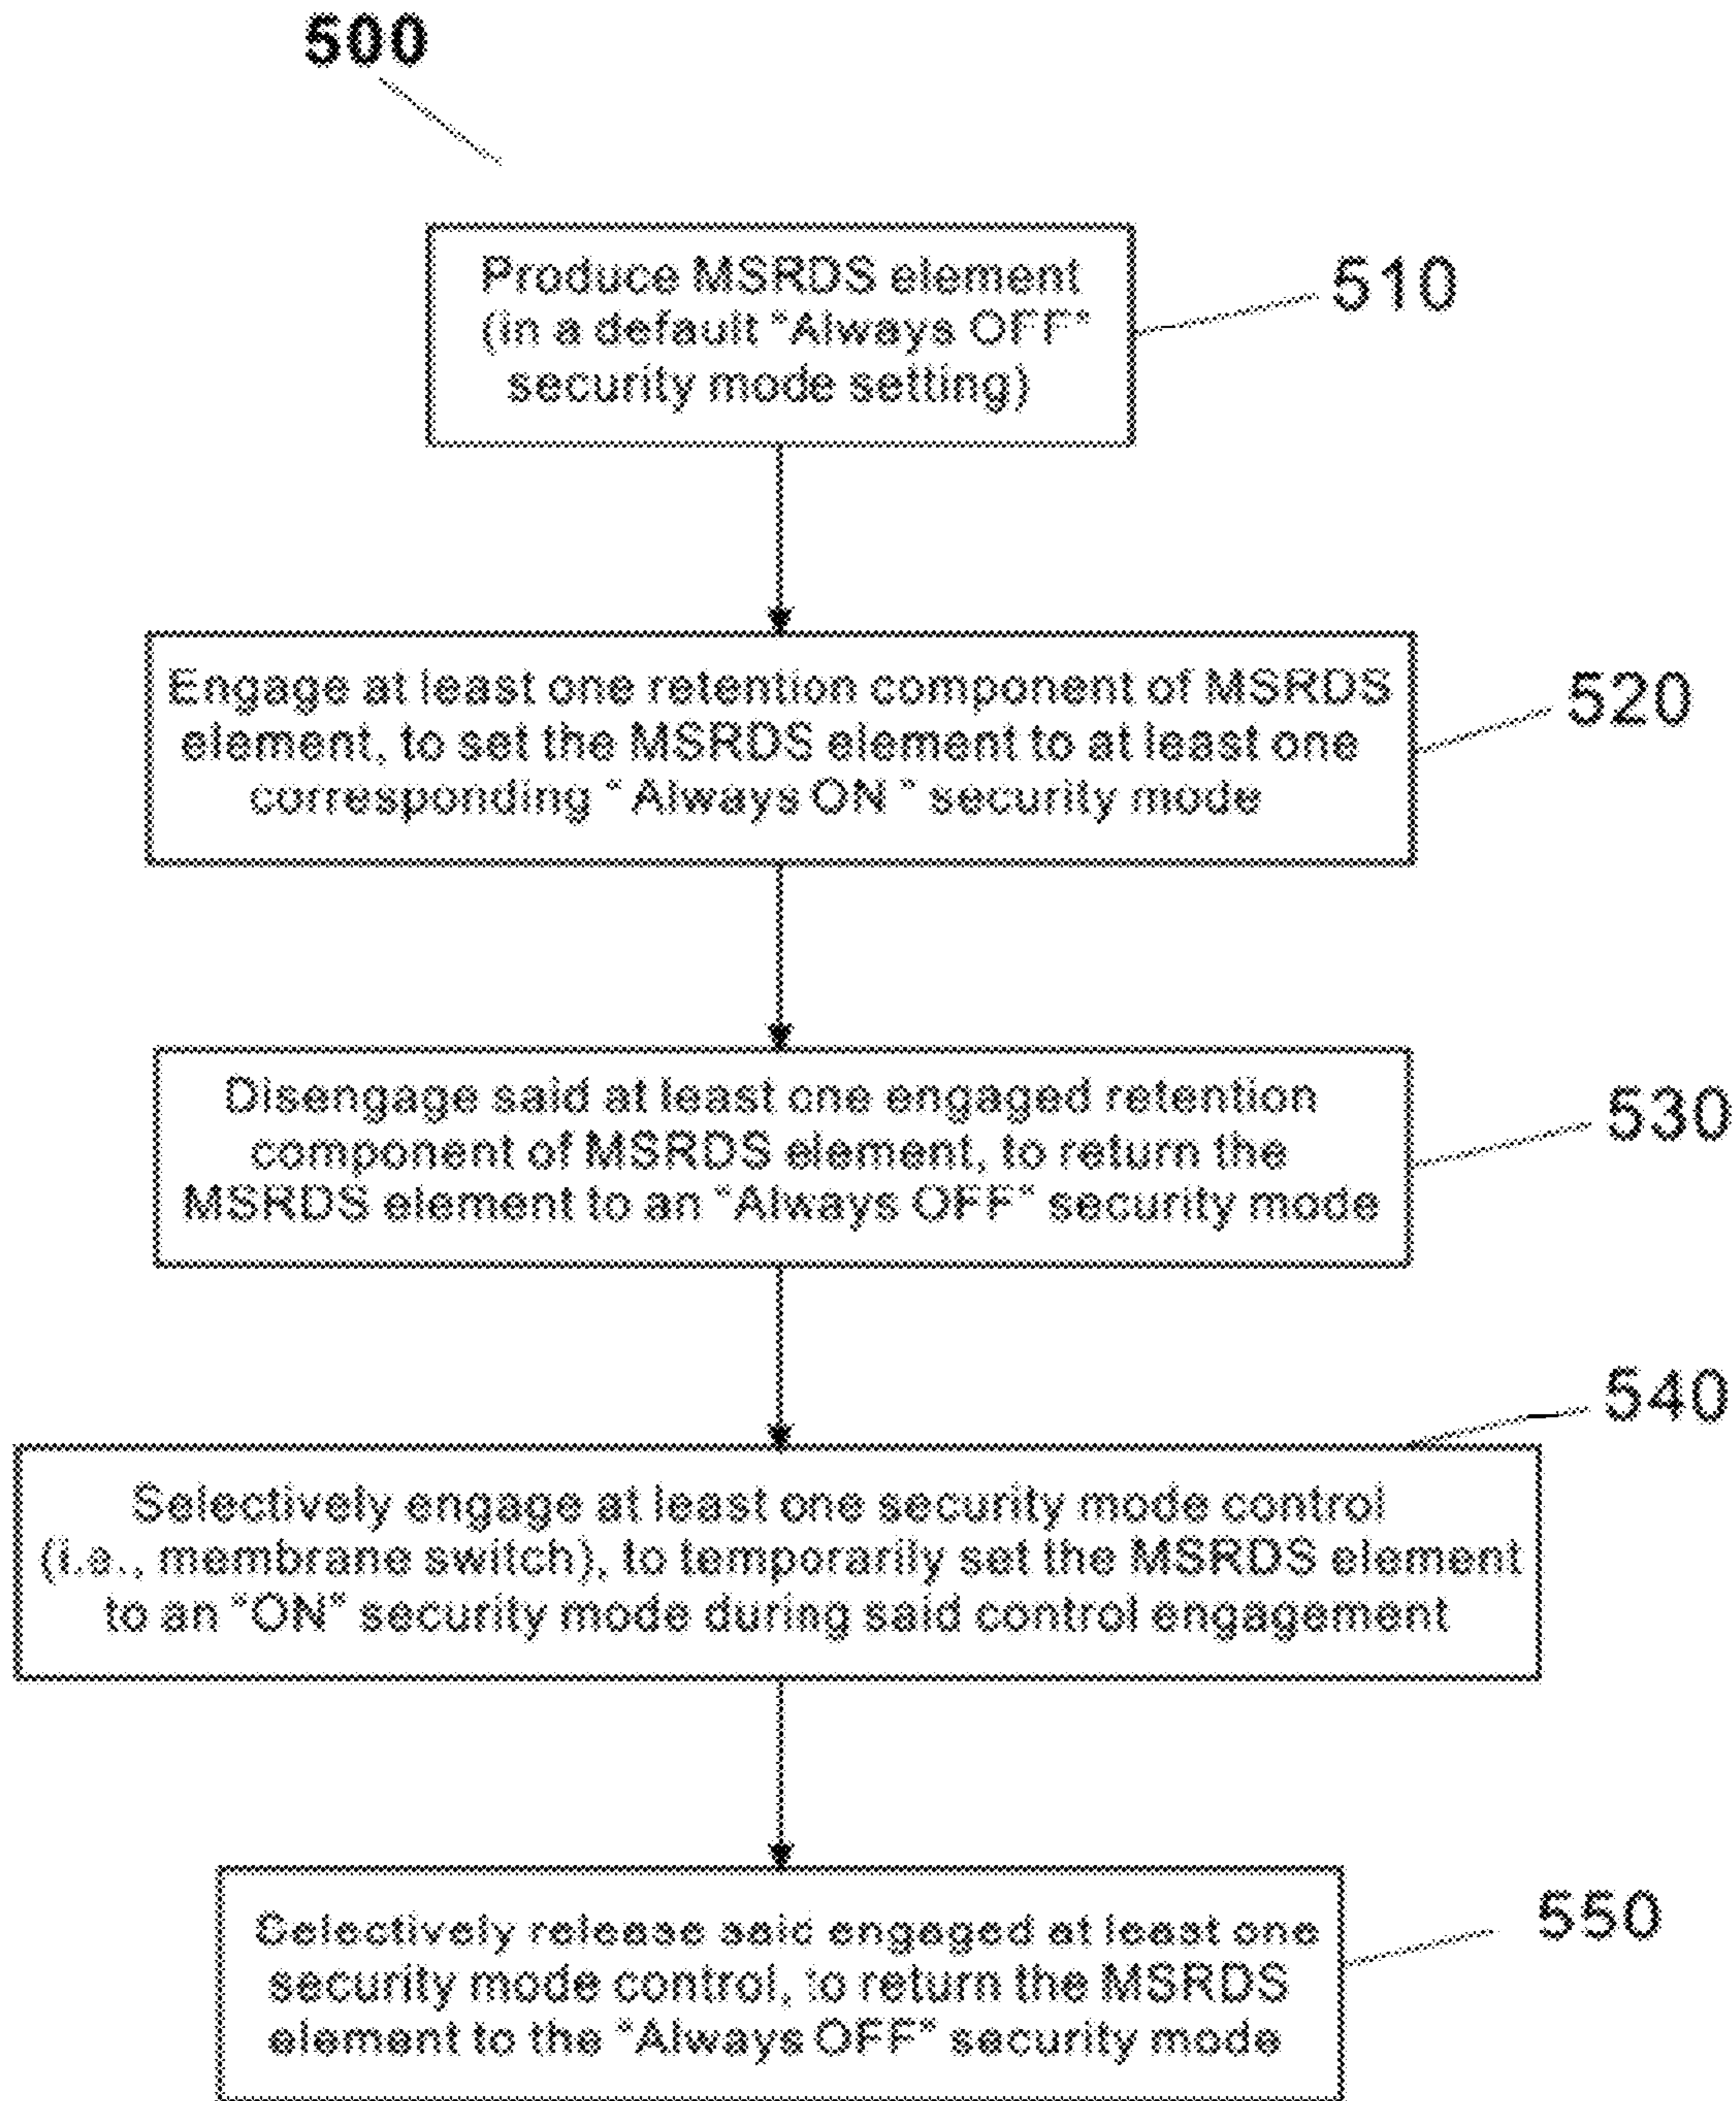 500
Produce MSRDS element
(in a default "Always OFF"
security mode setting)
510
Engage at least one retention component of MSRDS
element, to set the MSRDS element to at least one
corresponding " Always ON " security mode
520
Disengage said at least one engaged retention
component of MSRDS element, to return the
MSRDS element to an "Always OFF" security mode
530
540
Selectively engage at least one security mode control
(i.e., membrane switch), to temporarily set the MSRDS element
to an "ON" security mode during said control engagement
Selectively release said engaged at least one
security mode control, to return the MSRDS
element to the "Always OFF" security mode
550